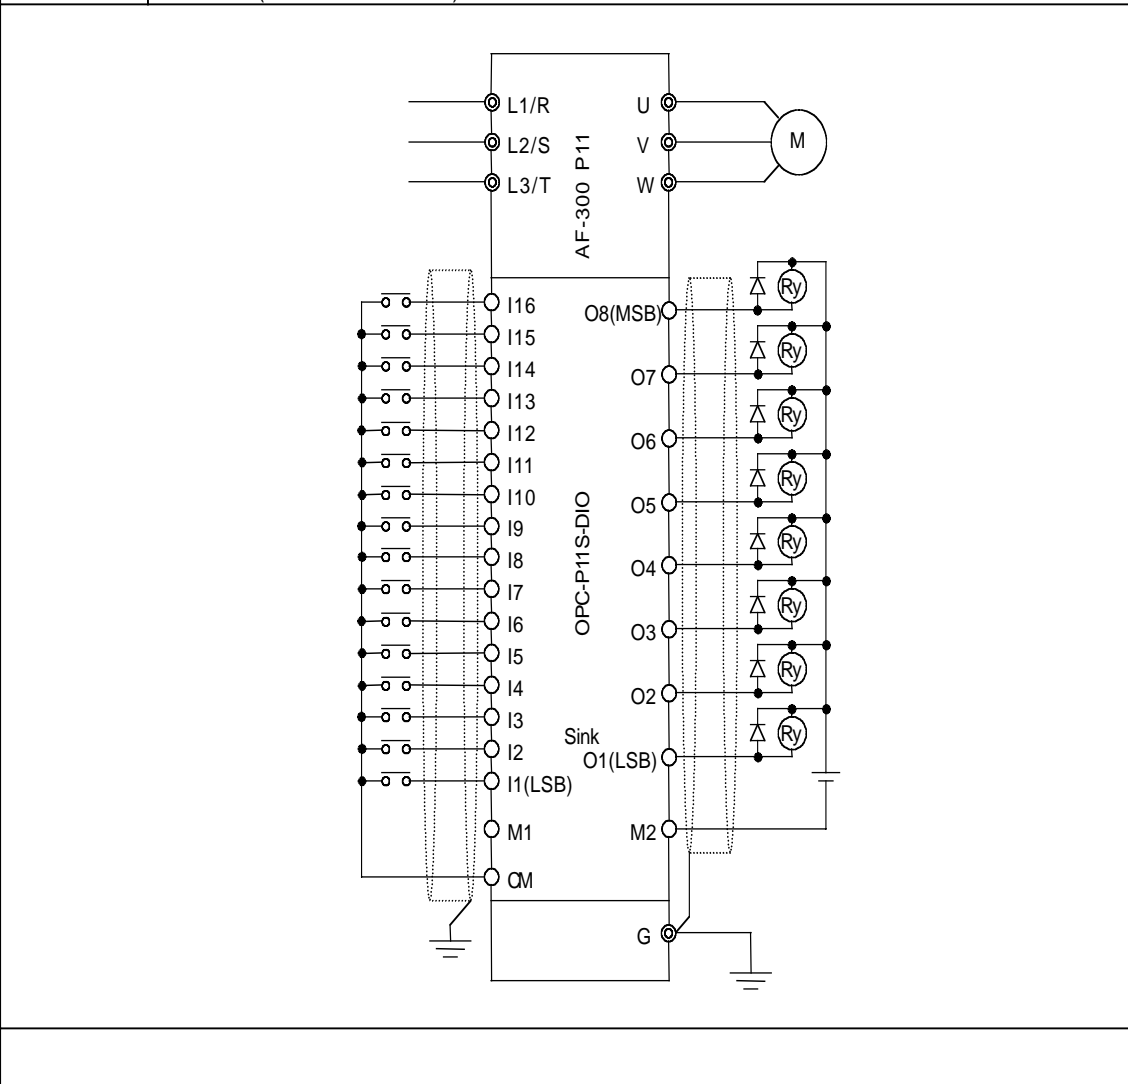 L1/R
L2/S
L3/T
U
V
W
M
AF-300 P11
I16
I15
I14
I13
I12
I11
I10
I9
I8
I7
I6
I5
I4
I3
I2
I1(LSB)
M1
CM
OPC-P11S-DIO
Sink
O8(MSB)
O7
O6
O5
O4
O3
O2
O1(LSB)
M2
G
Ry
Ry
Ry
Ry
Ry
Ry
Ry
Ry